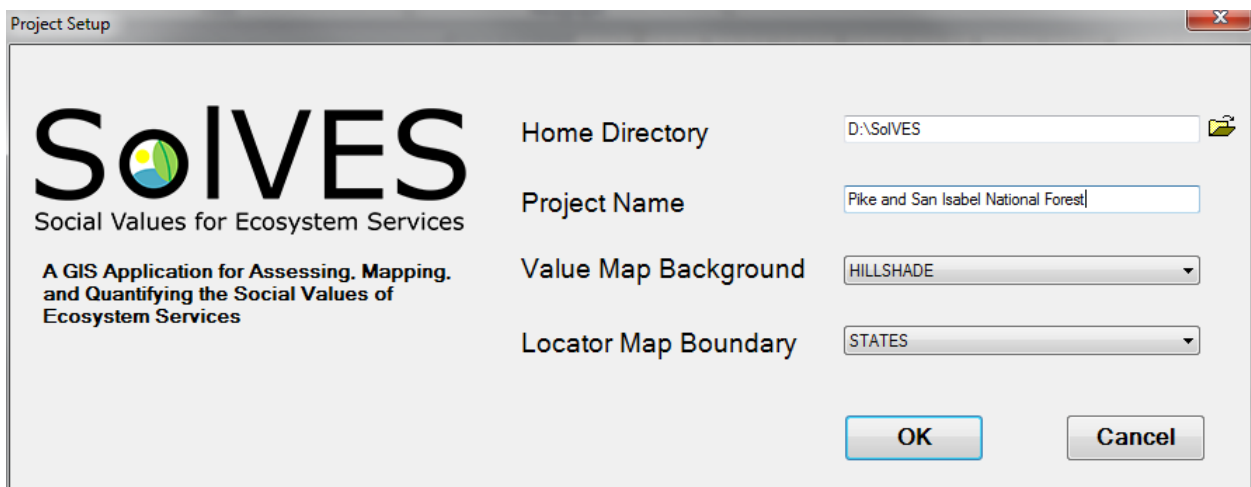 Project Setup
x
SolVES
Social Values for Ecosystem Services
A GIS Application for Assessing, Mapping,
and Quantifying the Social Values of
Ecosystem Services
Home Directory
D:\SolVES
Project Name
Pike and San Isabel National Forest
Value Map Background
HILLSHADE
Locator Map Boundary
STATES
OK
Cancel